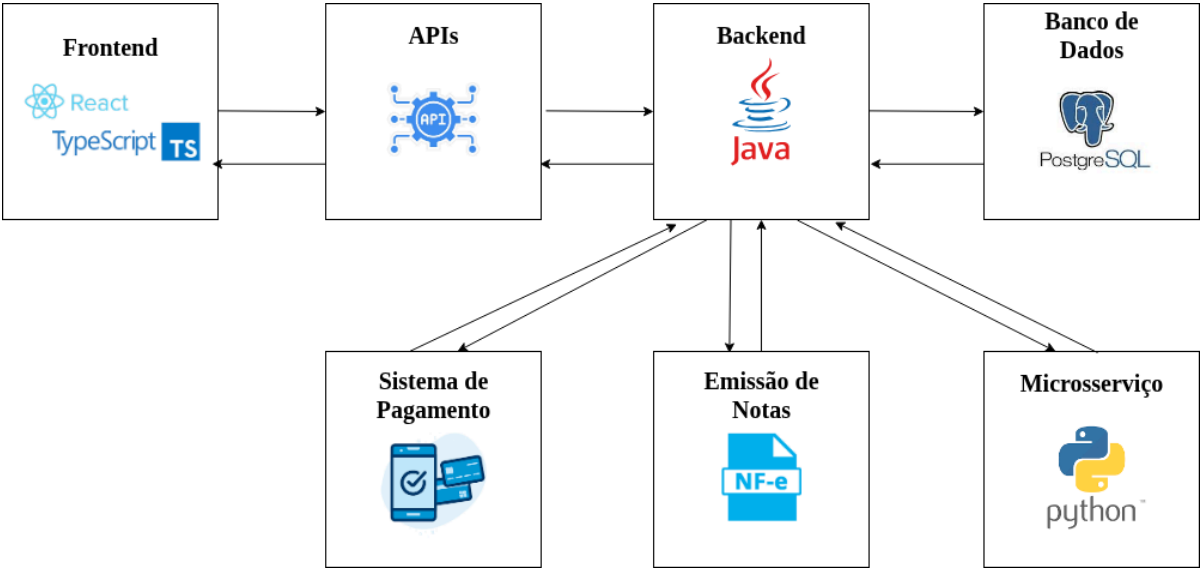 Frontend
React
TypeScript TS
APIs
API
Backend
Java
Banco de
Dados
PostgreSQL
Sistema de
Pagamento
Emissão de
Notas
NF-e
Microsserviço
python™